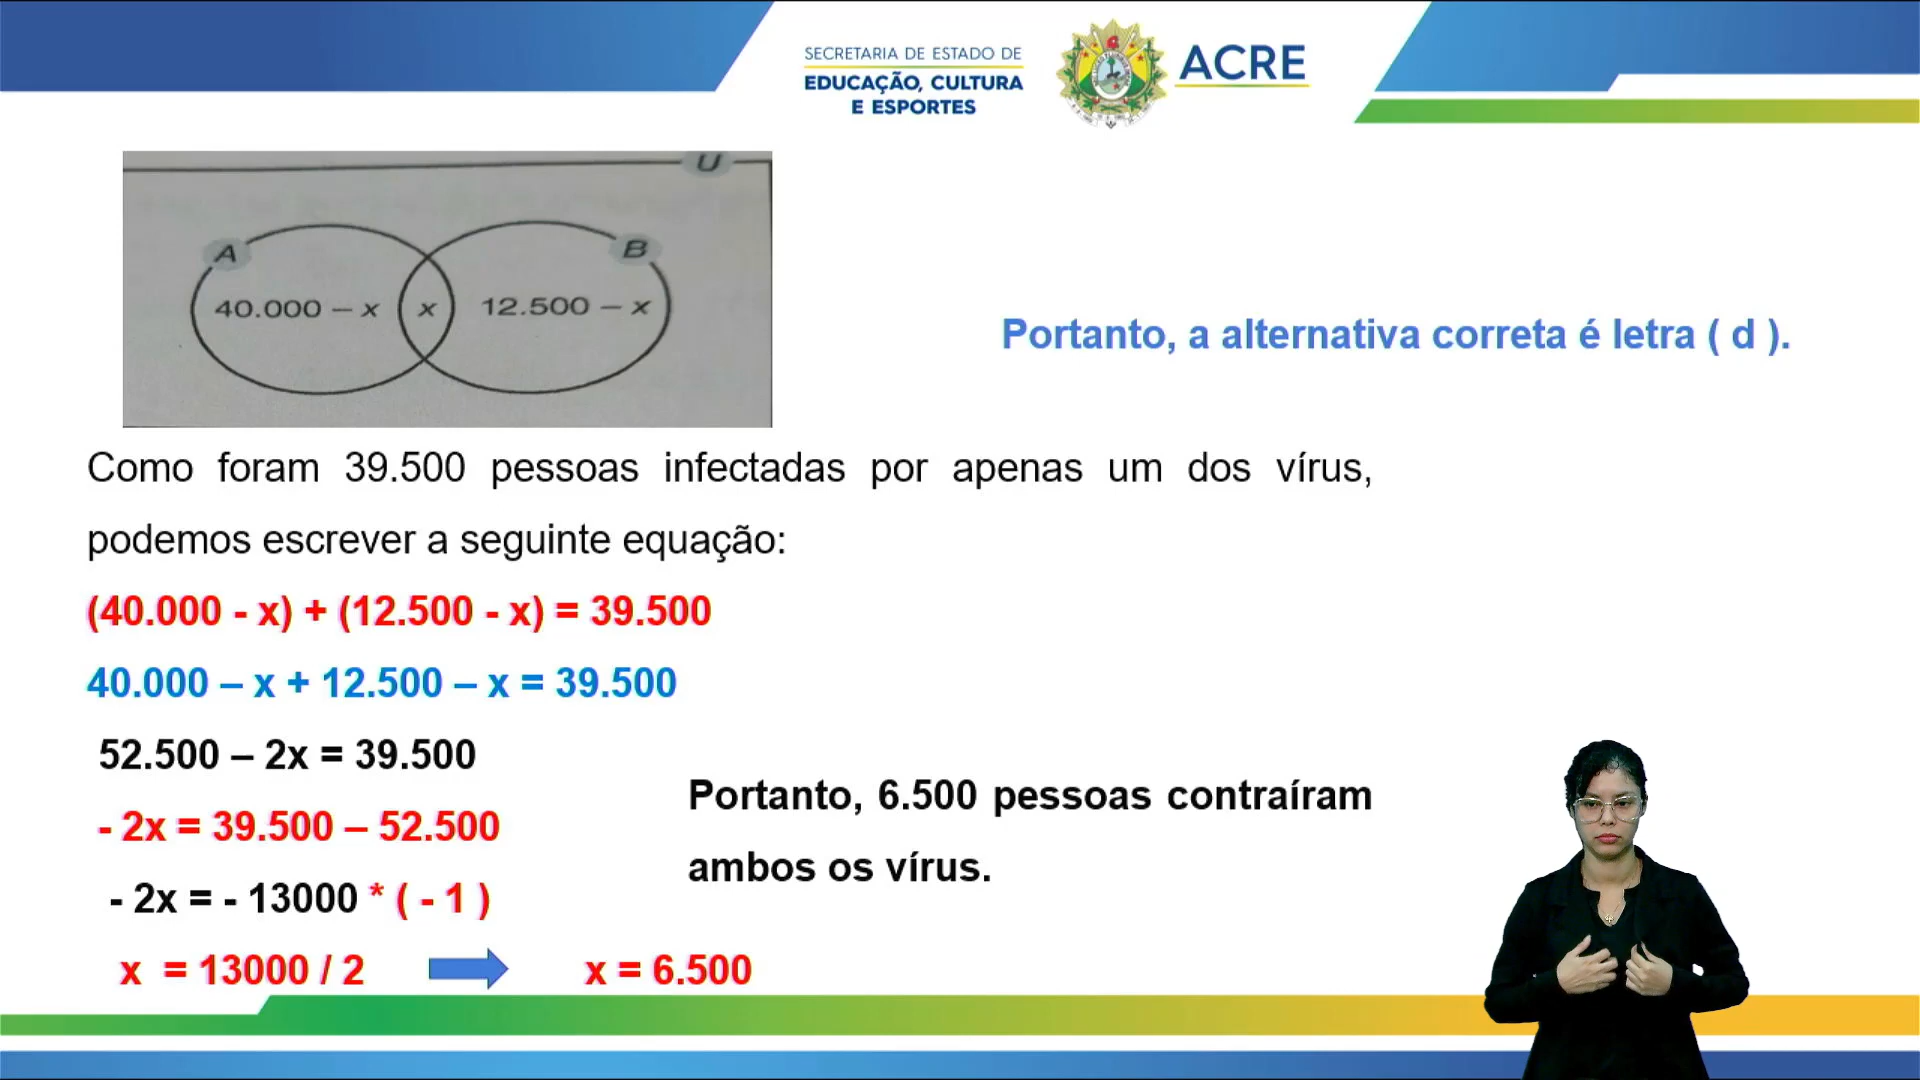 SECRETARIA DE ESTADO DE
EDUCAÇÃO, CULTURA
E ESPORTES
ACRE
U
A
B
40.000 – x
x
12.500 – x
Portanto, a alternativa correta é letra ( d ).
Como foram 39.500 pessoas infectadas por apenas um dos vírus,
podemos escrever a seguinte equação:
(40.000 - x) + (12.500 - x) = 39.500
40.000 – x + 12.500 – x = 39.500
52.500 – 2x = 39.500
- 2x = 39.500 – 52.500
- 2x = - 13000 * ( - 1 )
x = 13000 / 2
x = 6.500
Portanto, 6.500 pessoas contraíram
ambos os vírus.